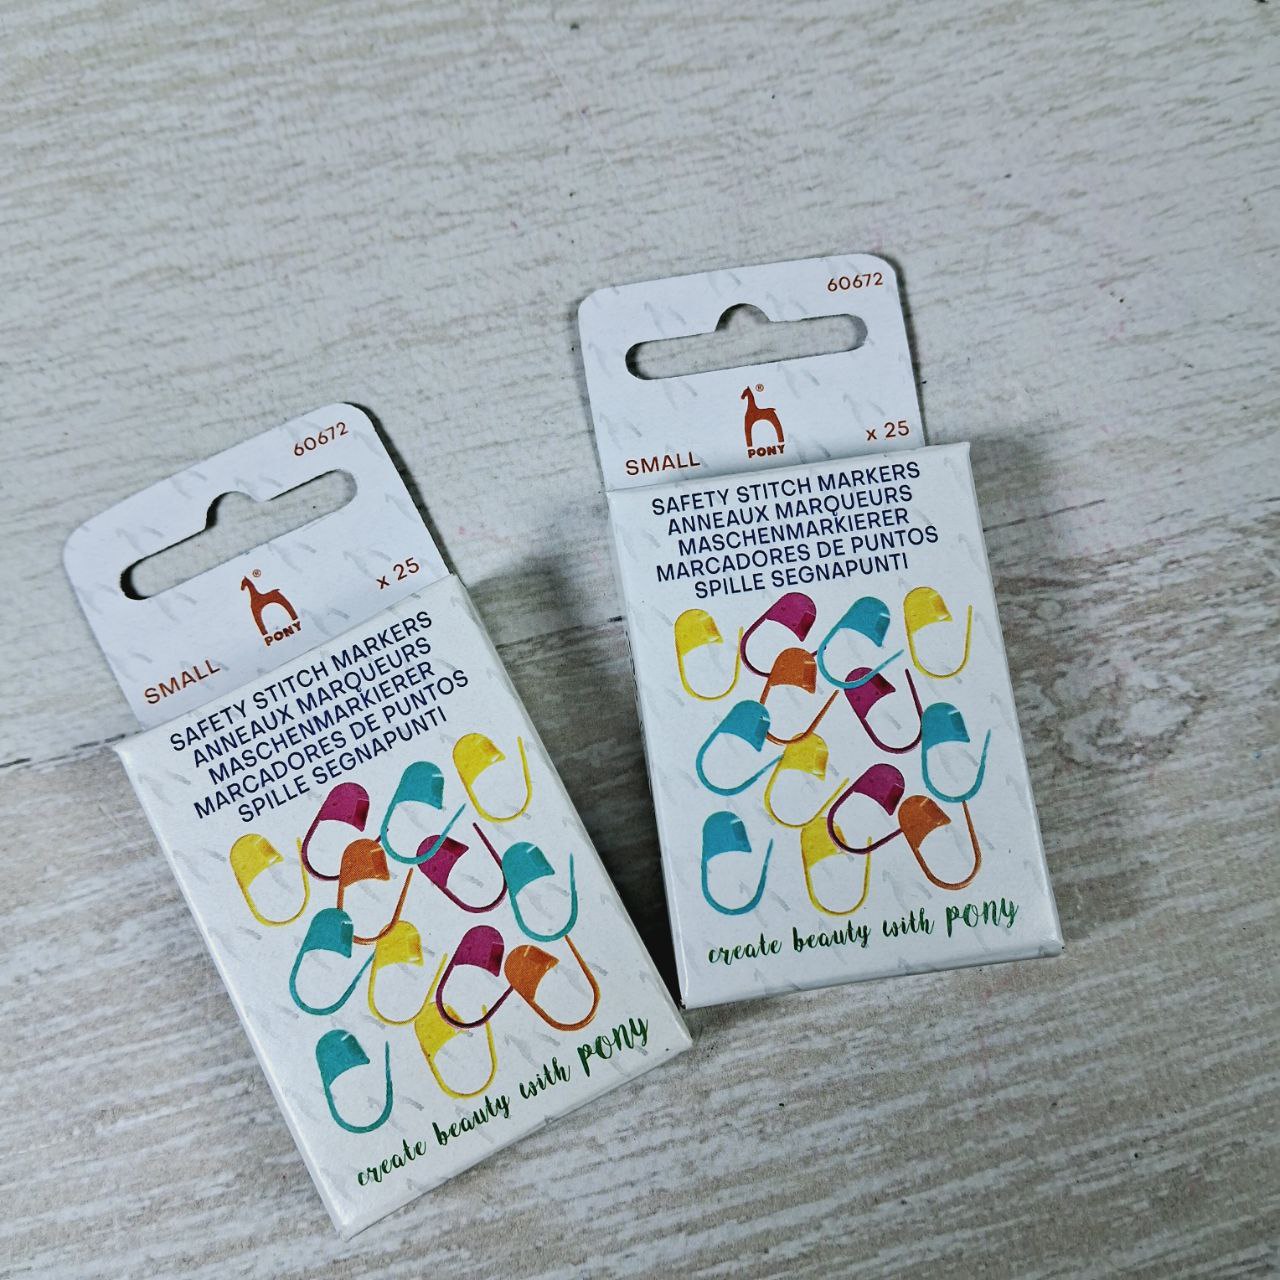 60672
PONY
SMALL
x 25
SAFETY STITCH MARKERS
ANNEAUX MARQUEURS
MASCHENMARKIERER
MARCADORES DE PUNTOS
SPILLE SEGNAPUNTI
create beauty with PONY
60672
®
PONY
SMALL
x 25
SAFETY STITCH MARKERS
ANNEAUX MARQUEURS
MASCHENMARKIERER
MARCADORES DE PUNTOS
SPILLE SEGNAPUNTI
create beauty with PONY